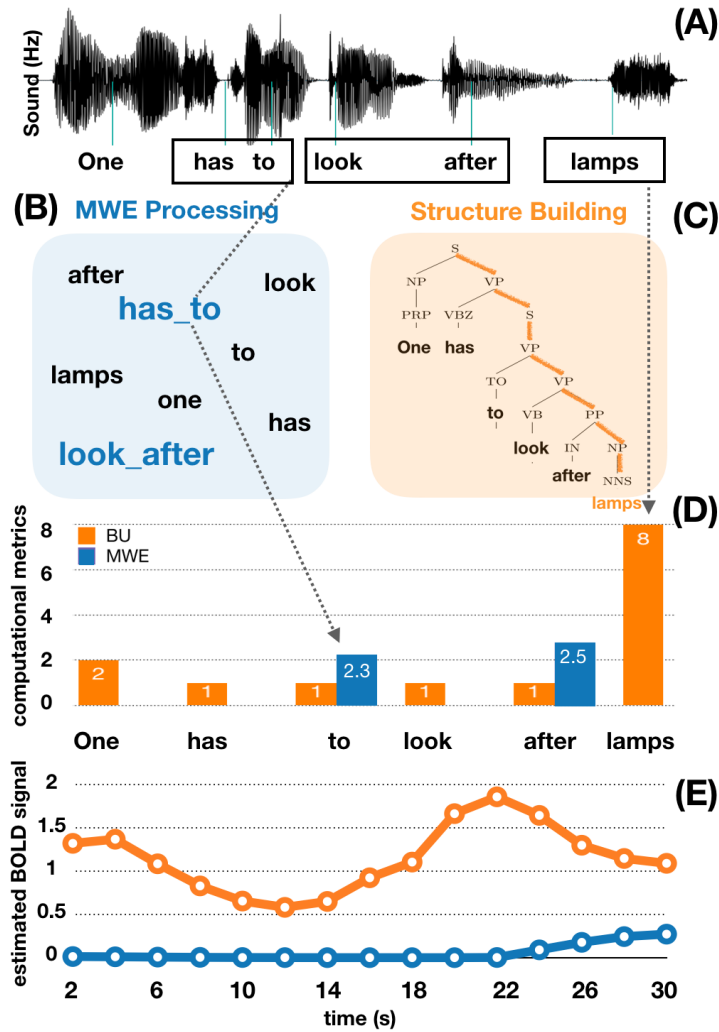 (A)
Sound (Hz)
One has to look after lamps
(B) MWE Processing
after
look
has_to
to
lamps
one
has
look_after
Structure Building (C)
S
NP VP
PRP VBZ S
One has
VP
TO VP
to VB PP
look IN NP
after NNS
lamps
(D)
computational metrics
BU
MWE
8
6
4
2
0
2 1 1 2.3 1 1 2.5 8
One has to look after lamps
(E)
estimated BOLD signal
2
1.5
1
0.5
0
2 6 10 14 18 22 26 30
time (s)